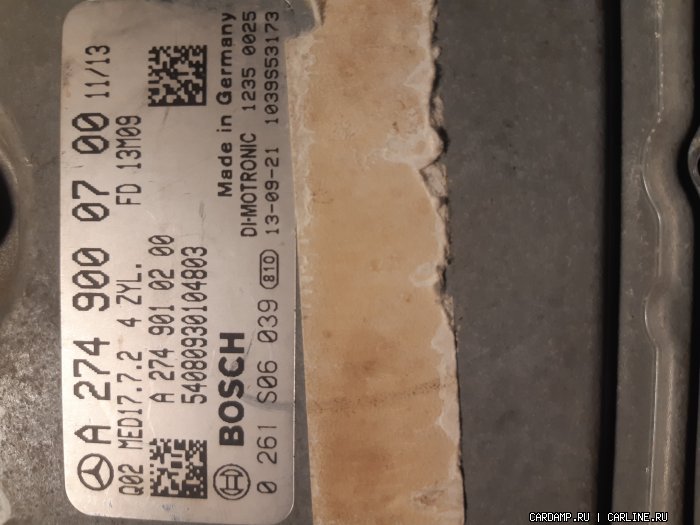 A 274 900 07 00 11/13
Q02 MED17.7.2 4 ZYL. FD 13M09
A 274 901 02 00
54080930104803
Made in Germany
BOSCH DI-MOTRONIC 1235 0025
0 261 S06 039 810 13-09-21 1039S53173
CARDAMP.RU | CARLINE.RU